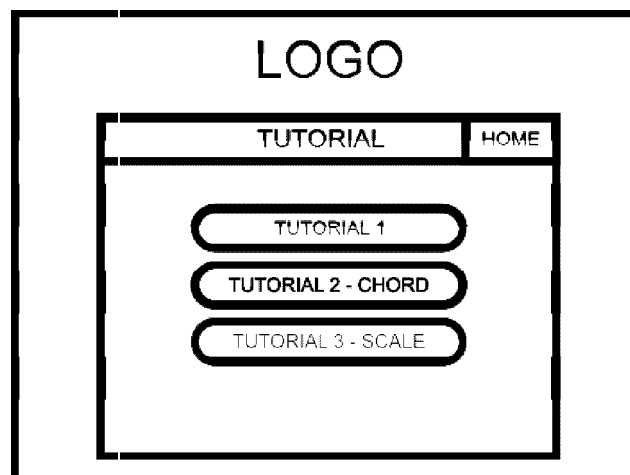 LOGO
TUTORIAL HOME
TUTORIAL 1
TUTORIAL 2 - CHORD
TUTORIAL 3 - SCALE